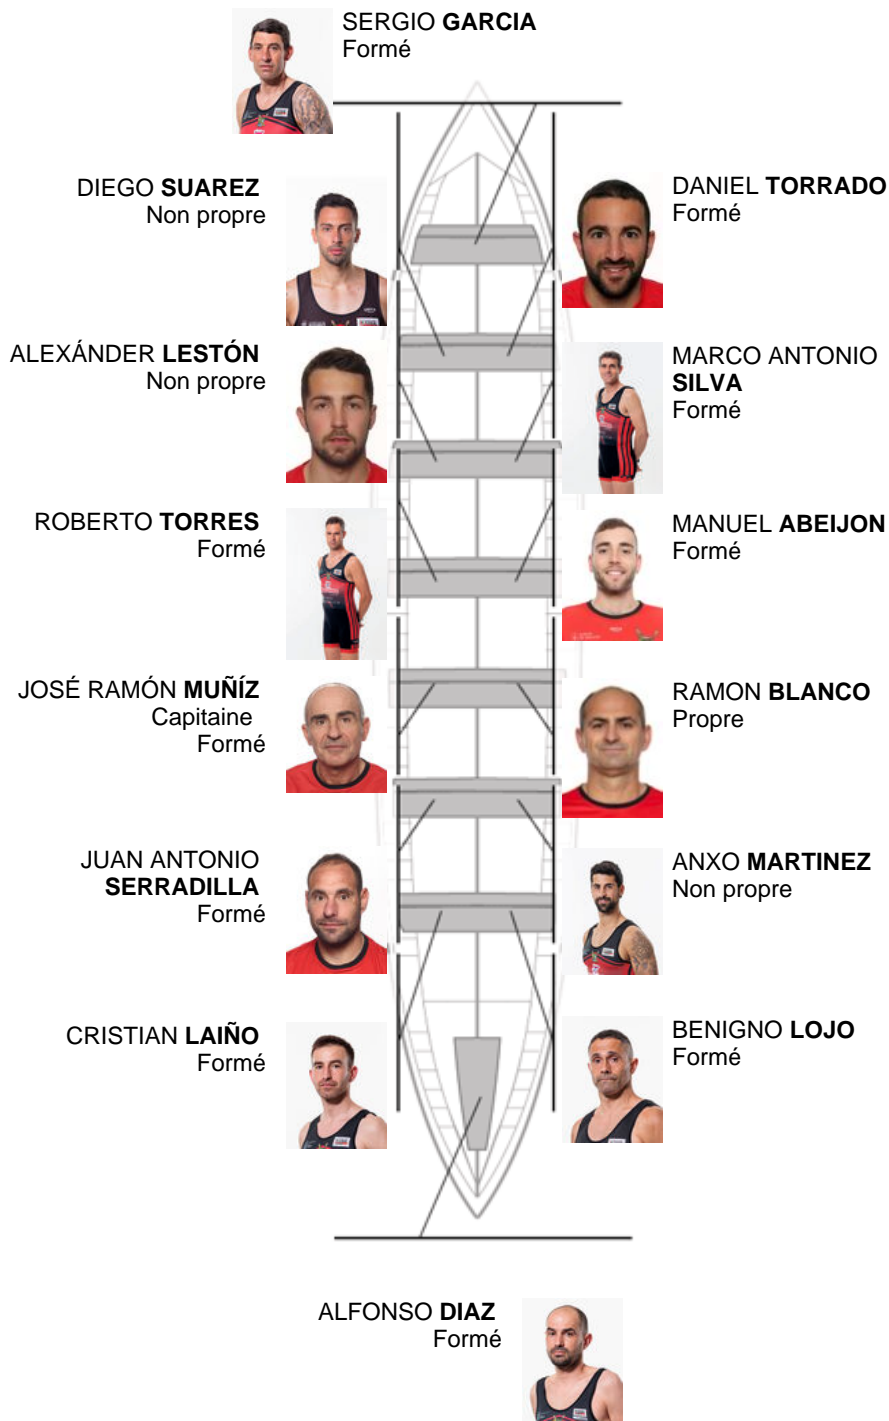 SERGIO GARCIA
Formé
DIEGO SUAREZ
Non propre
DANIEL TORRADO
Formé
ALEXÁNDER LESTÓN
Non propre
MARCO ANTONIO
SILVA
Formé
ROBERTO TORRES
Formé
MANUEL ABEIJON
Formé
JOSÉ RAMÓN MUÑÍZ
Capitaine
Formé
RAMON BLANCO
Propre
JUAN ANTONIO
SERRADILLA
Formé
ANXO MARTINEZ
Non propre
CRISTIAN LAIÑO
Formé
BENIGNO LOJO
Formé
ALFONSO DIAZ
Formé